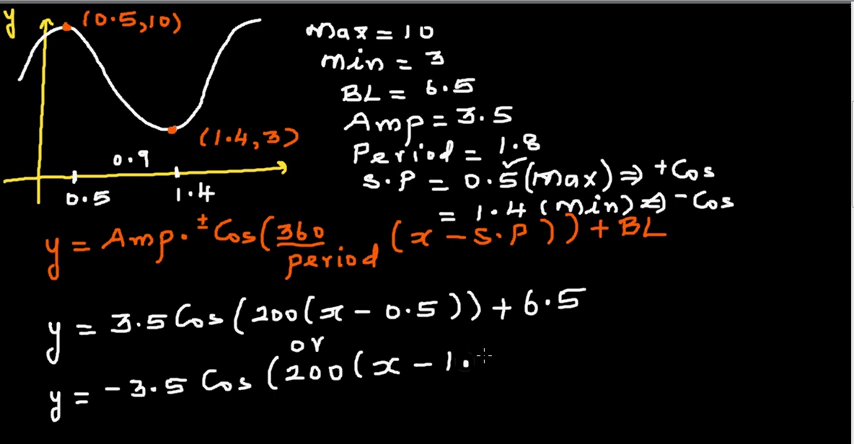 y
(0.5,10)
(1.4,3)
0.9
0.5
1.4
Max = 10
Min = 3
BL = 6.5
Amp = 3.5
Period = 1.8
S.P = 0.5 ✓ (Max) ⇒ +Cos
= 1.4 (Min) ⇒ -Cos
y = Amp. ± Cos(360/period (x - S.P)) + BL
y = 3.5 Cos (200(x - 0.5)) + 6.5
or
y = -3.5 Cos (200(x - 1.